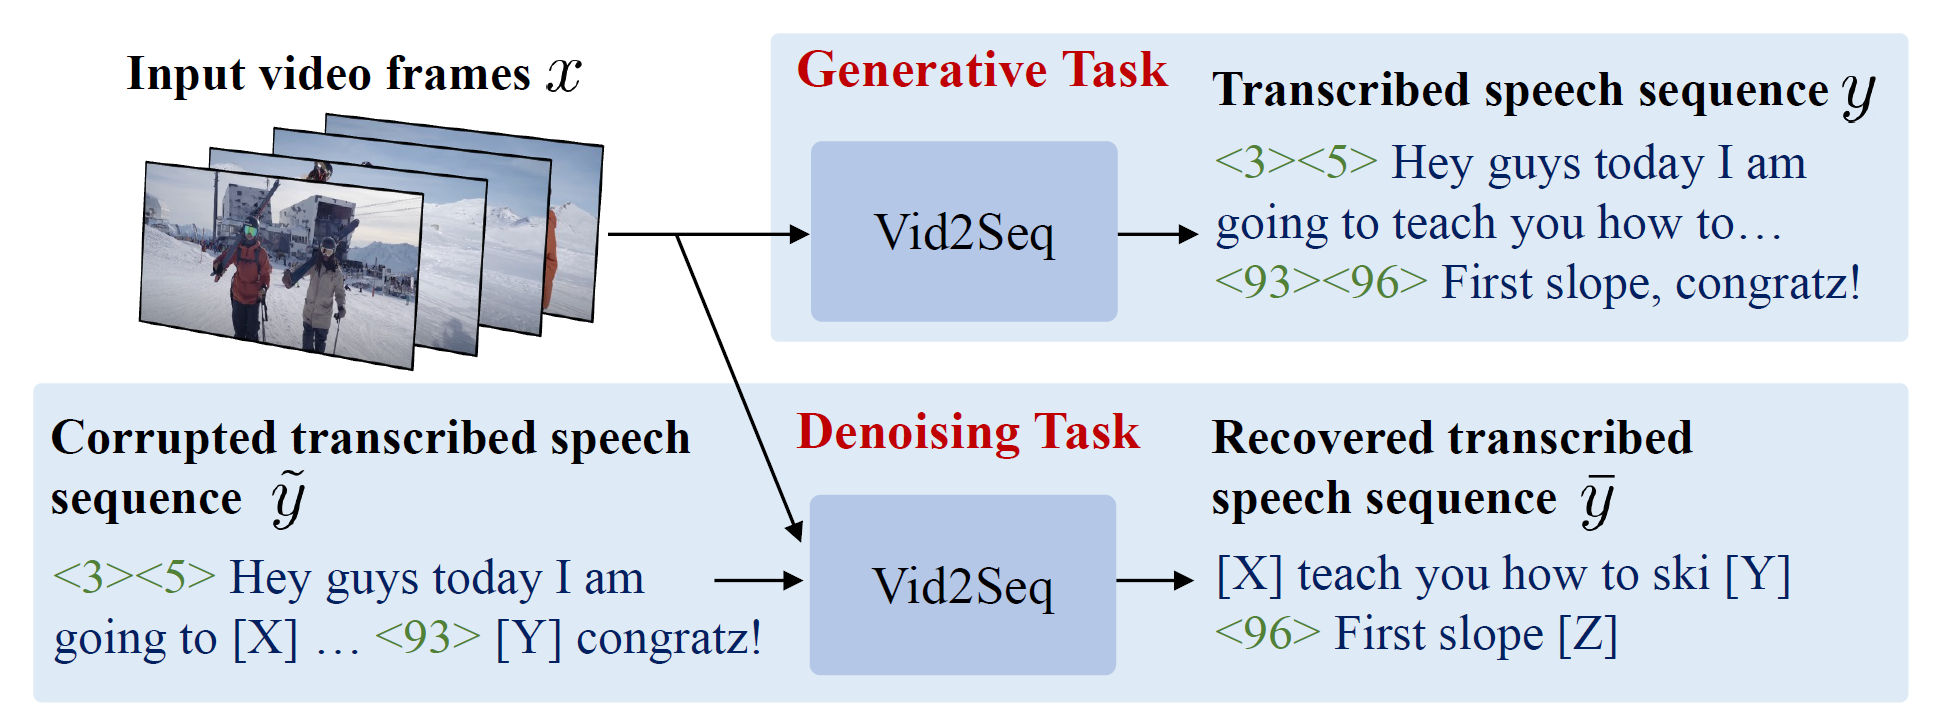 Input video frames x
Generative Task
Vid2Seq
Transcribed speech sequence y
<3><5> Hey guys today I am
going to teach you how to…
<93><96> First slope, congratz!
Corrupted transcribed speech
sequence ỹ
<3><5> Hey guys today I am
going to [X] … <93> [Y] congratz!
Denoising Task
Vid2Seq
Recovered transcribed
speech sequence ȳ
[X] teach you how to ski [Y]
<96> First slope [Z]